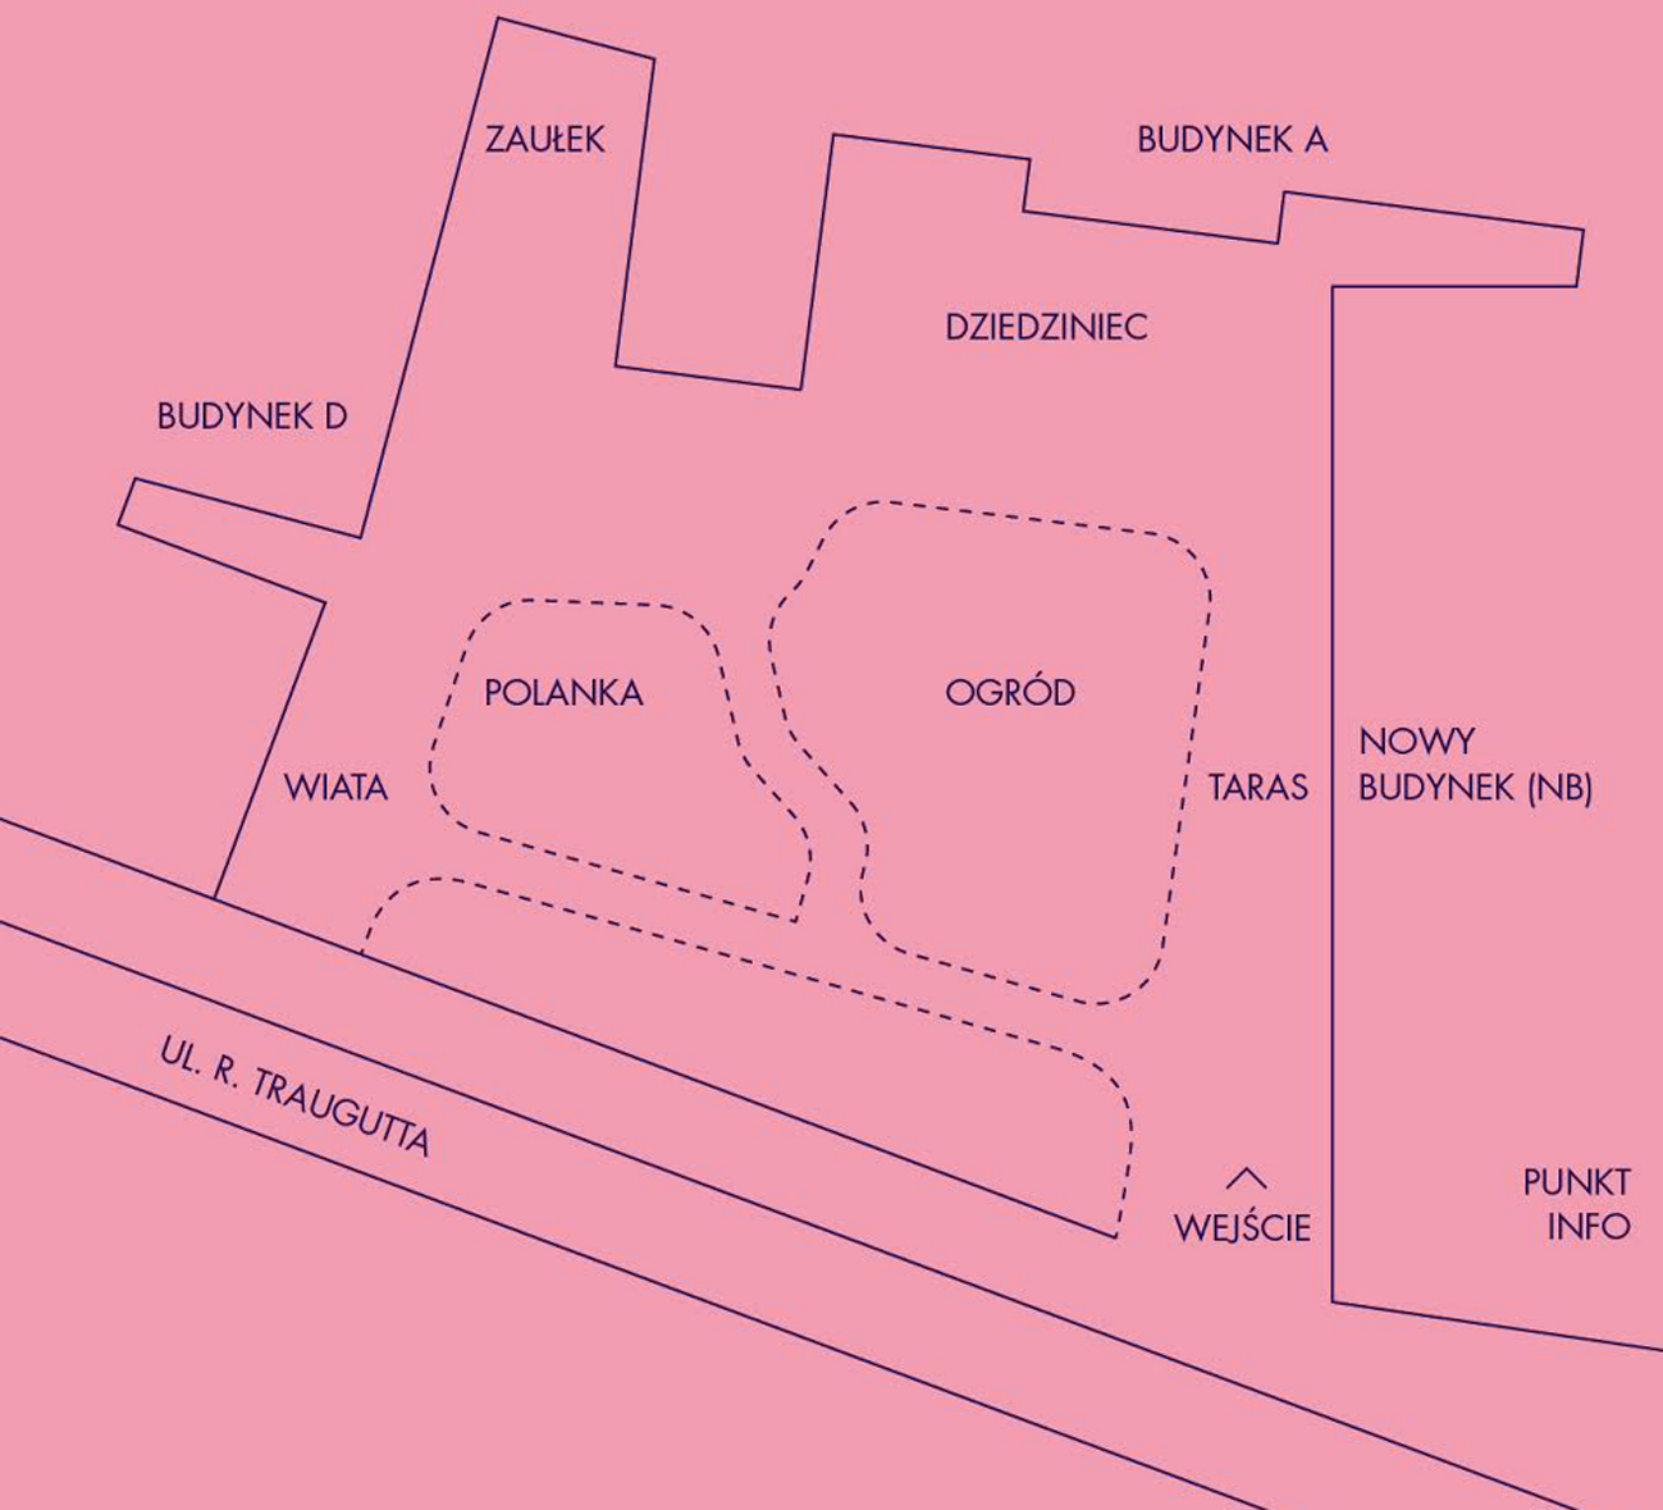 ZAUŁEK
BUDYNEK A
DZIEDZINIEC
BUDYNEK D
POLANKA
OGRÓD
WIATA
TARAS
NOWY
BUDYNEK (NB)
UL. R. TRAUGUTTA
WEJŚCIE
PUNKT
INFO